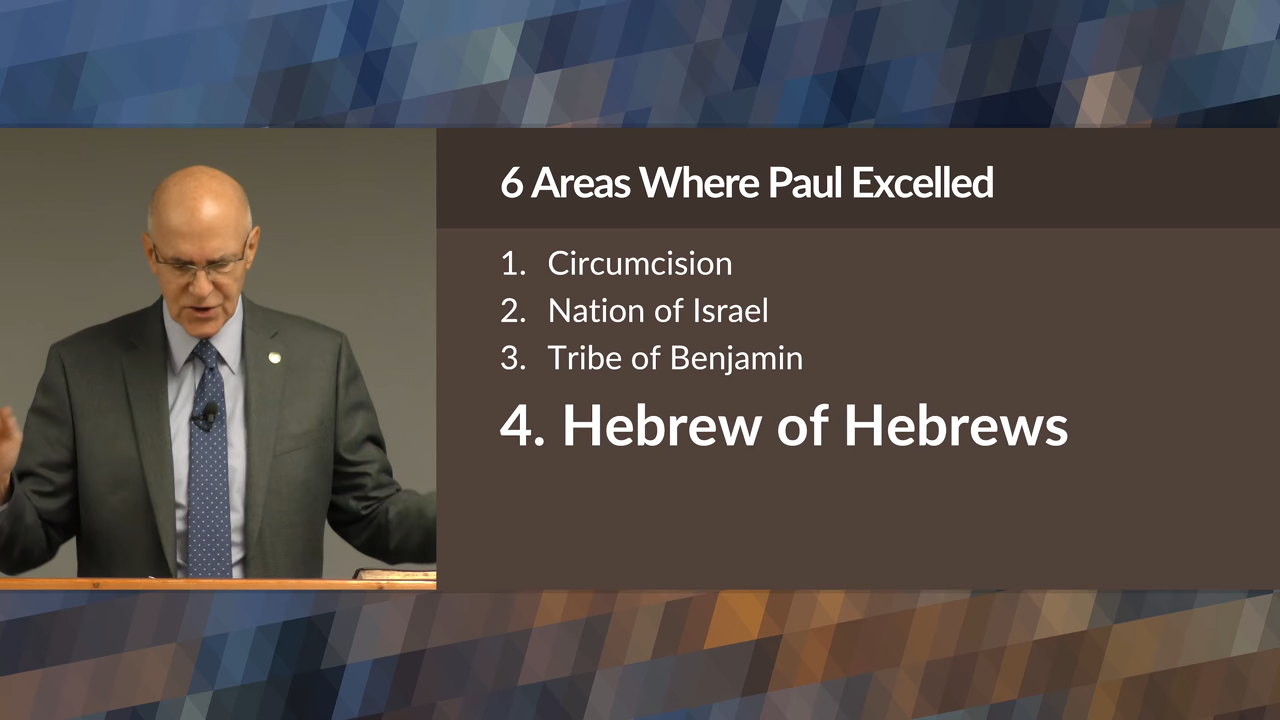 6 Areas Where Paul Excelled
1. Circumcision
2. Nation of Israel
3. Tribe of Benjamin
4. Hebrew of Hebrews